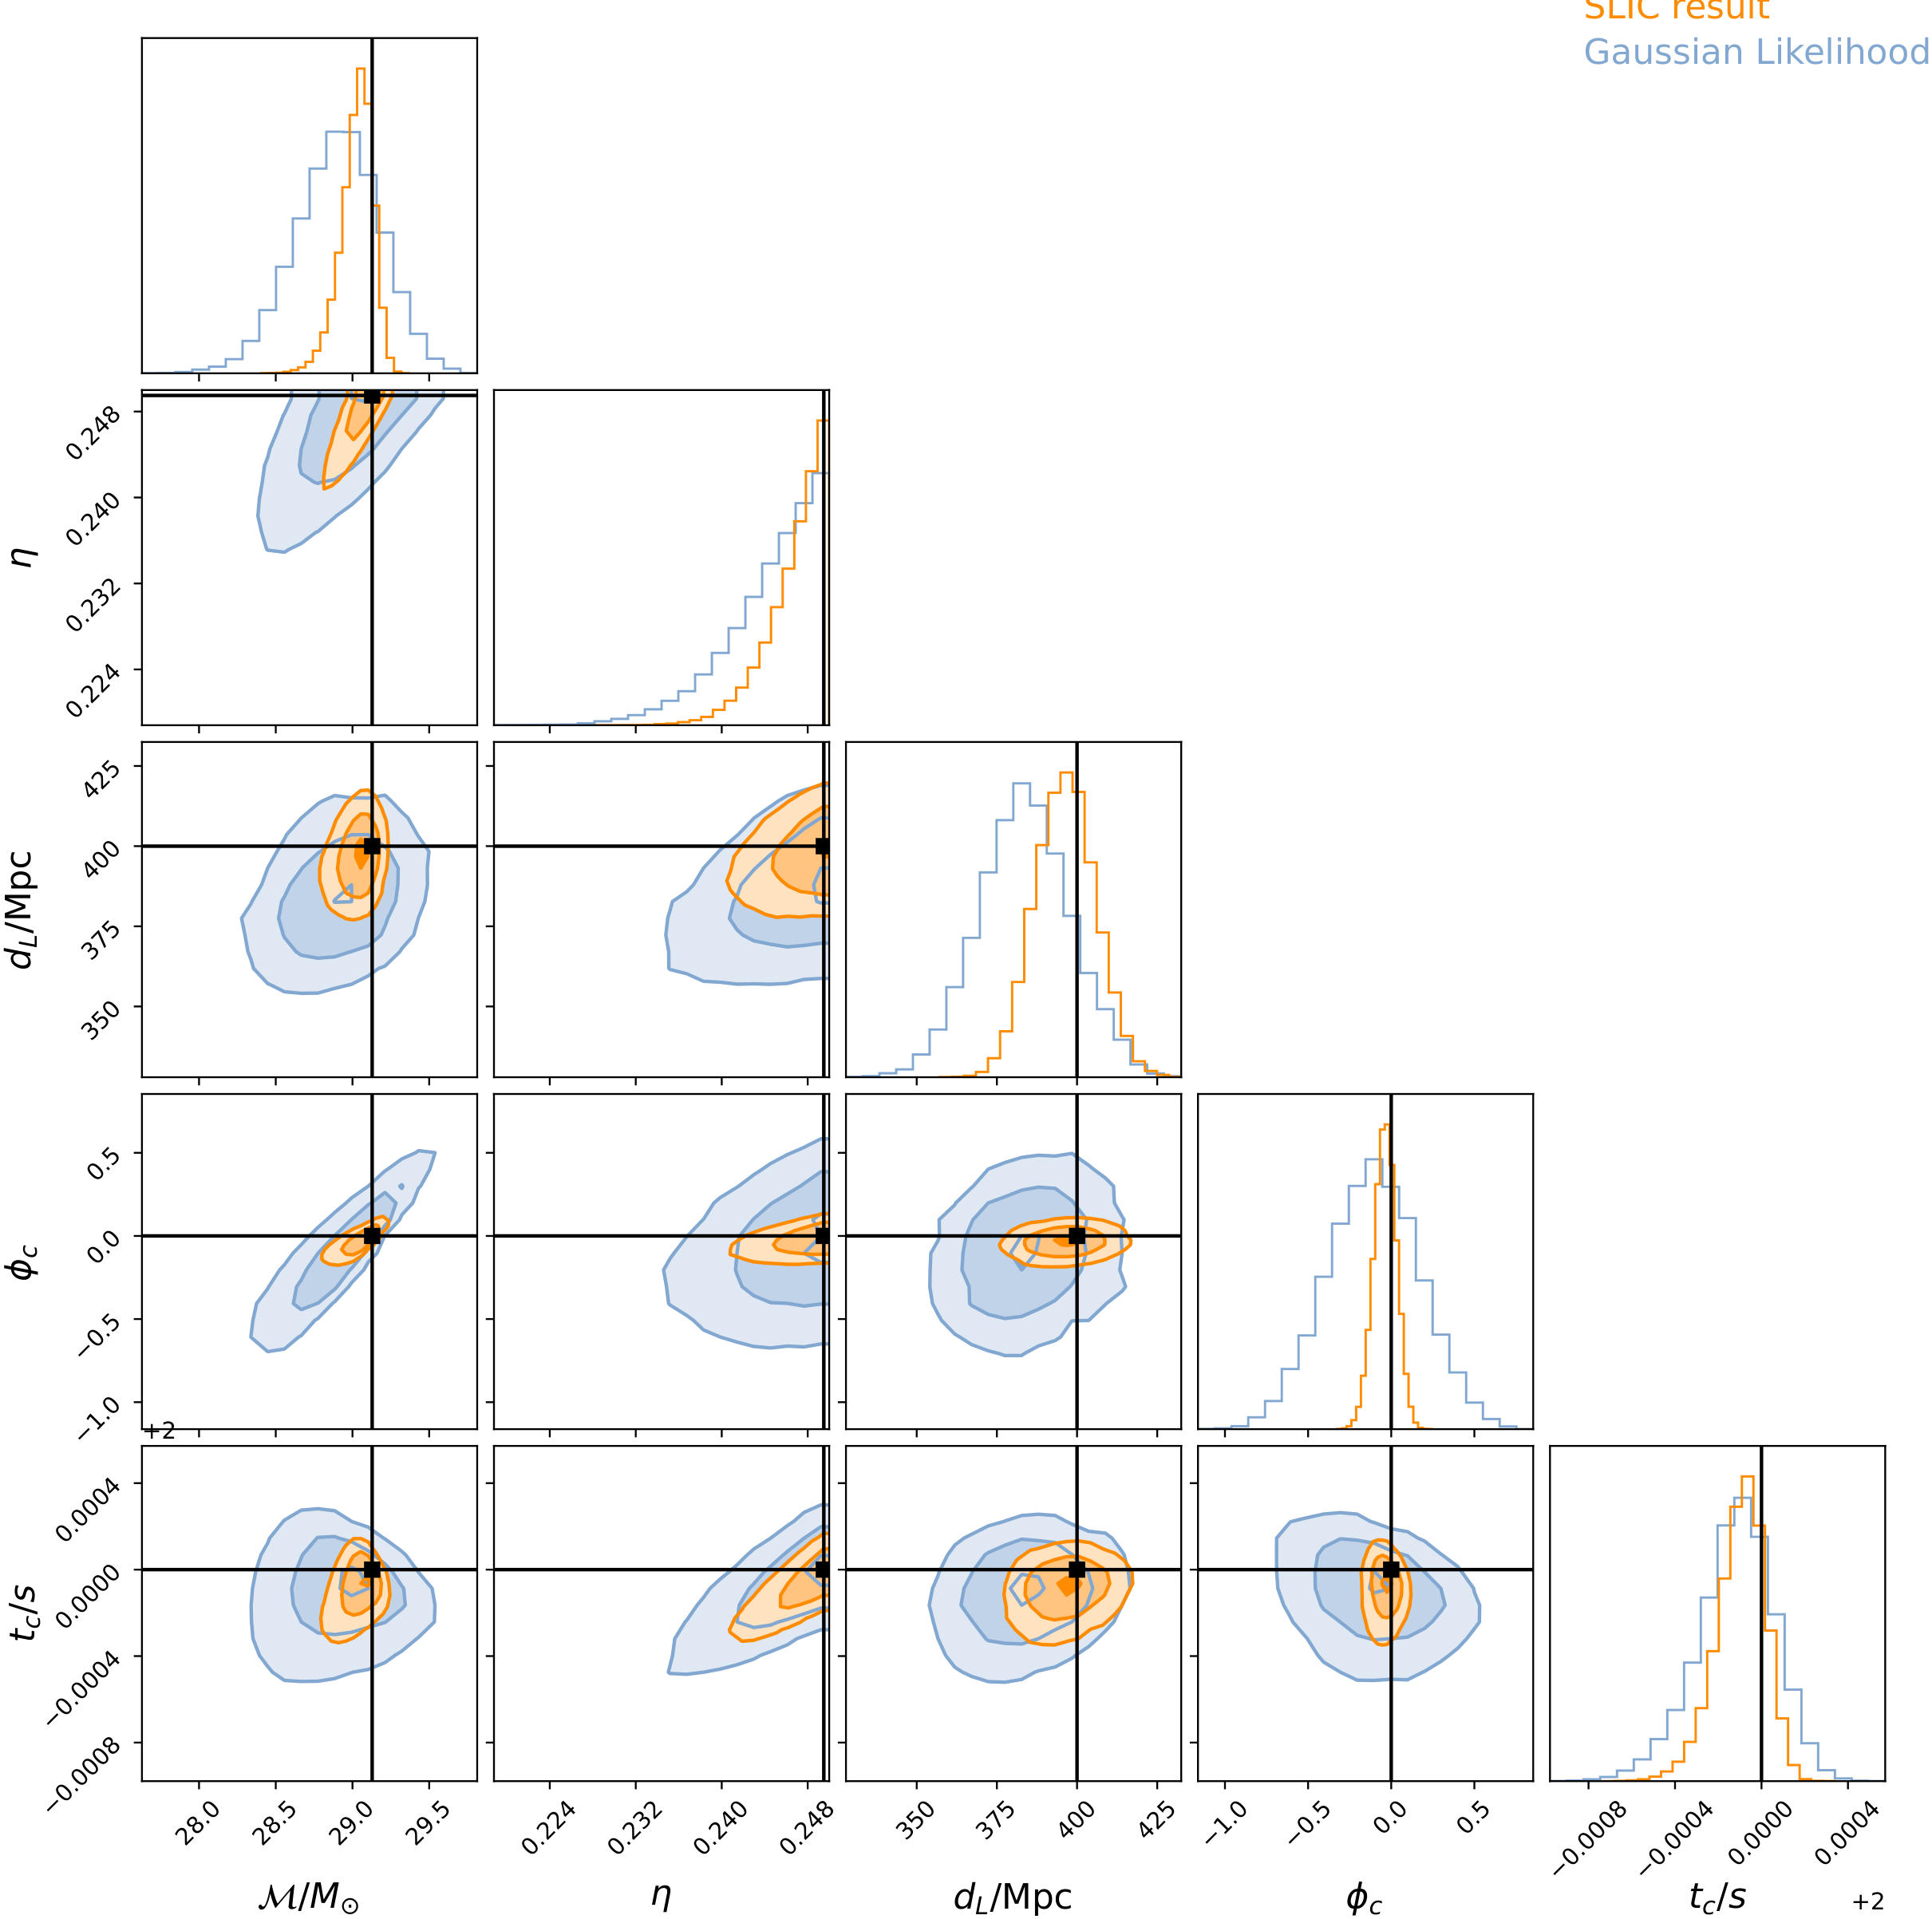 SLIC result
Gaussian Likelihood
0.248
0.240
0.232
0.224
η
425
400
375
350
d_L/Mpc
0.5
0.0
−0.5
−1.0
ϕ_c
+2
0.0004
0.0000
−0.0004
−0.0008
t_c/s
28.0 28.5 29.0 29.5 0.224 0.232 0.240 0.248 350 375 400 425 −1.0 −0.5 0.0 0.5 −0.0008 −0.0004 0.0000 0.0004
ℳ/M_⊙ η d_L/Mpc ϕ_c t_c/s +2